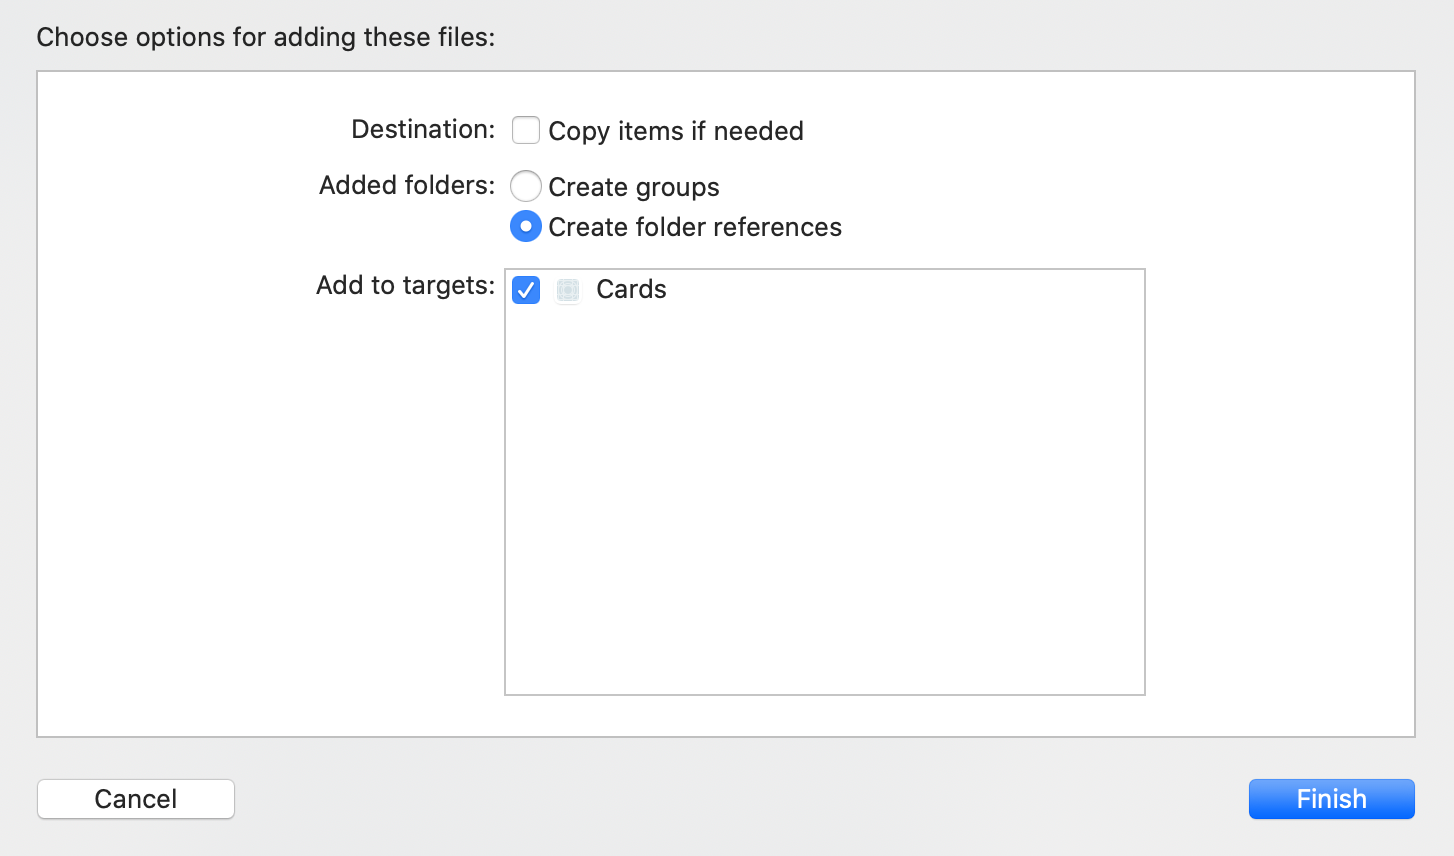 Choose options for adding these files:
Destination: Copy items if needed
Added folders: Create groups
Create folder references
Add to targets: Cards
Cancel Finish